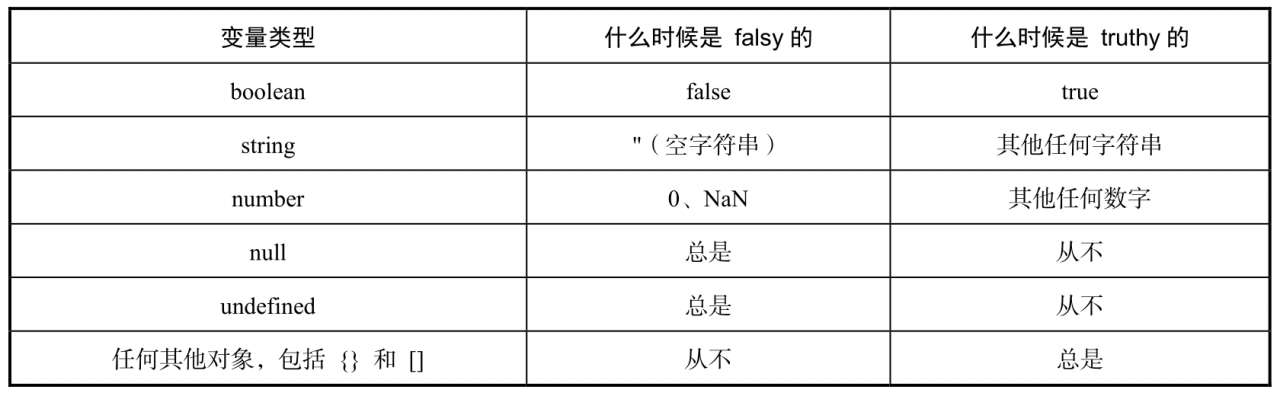 变量类型 什么时候是 falsy 的 什么时候是 truthy 的
boolean false true
string "（空字符串） 其他任何字符串
number 0、NaN 其他任何数字
null 总是 从不
undefined 总是 从不
任何其他对象，包括 {} 和 [] 从不 总是